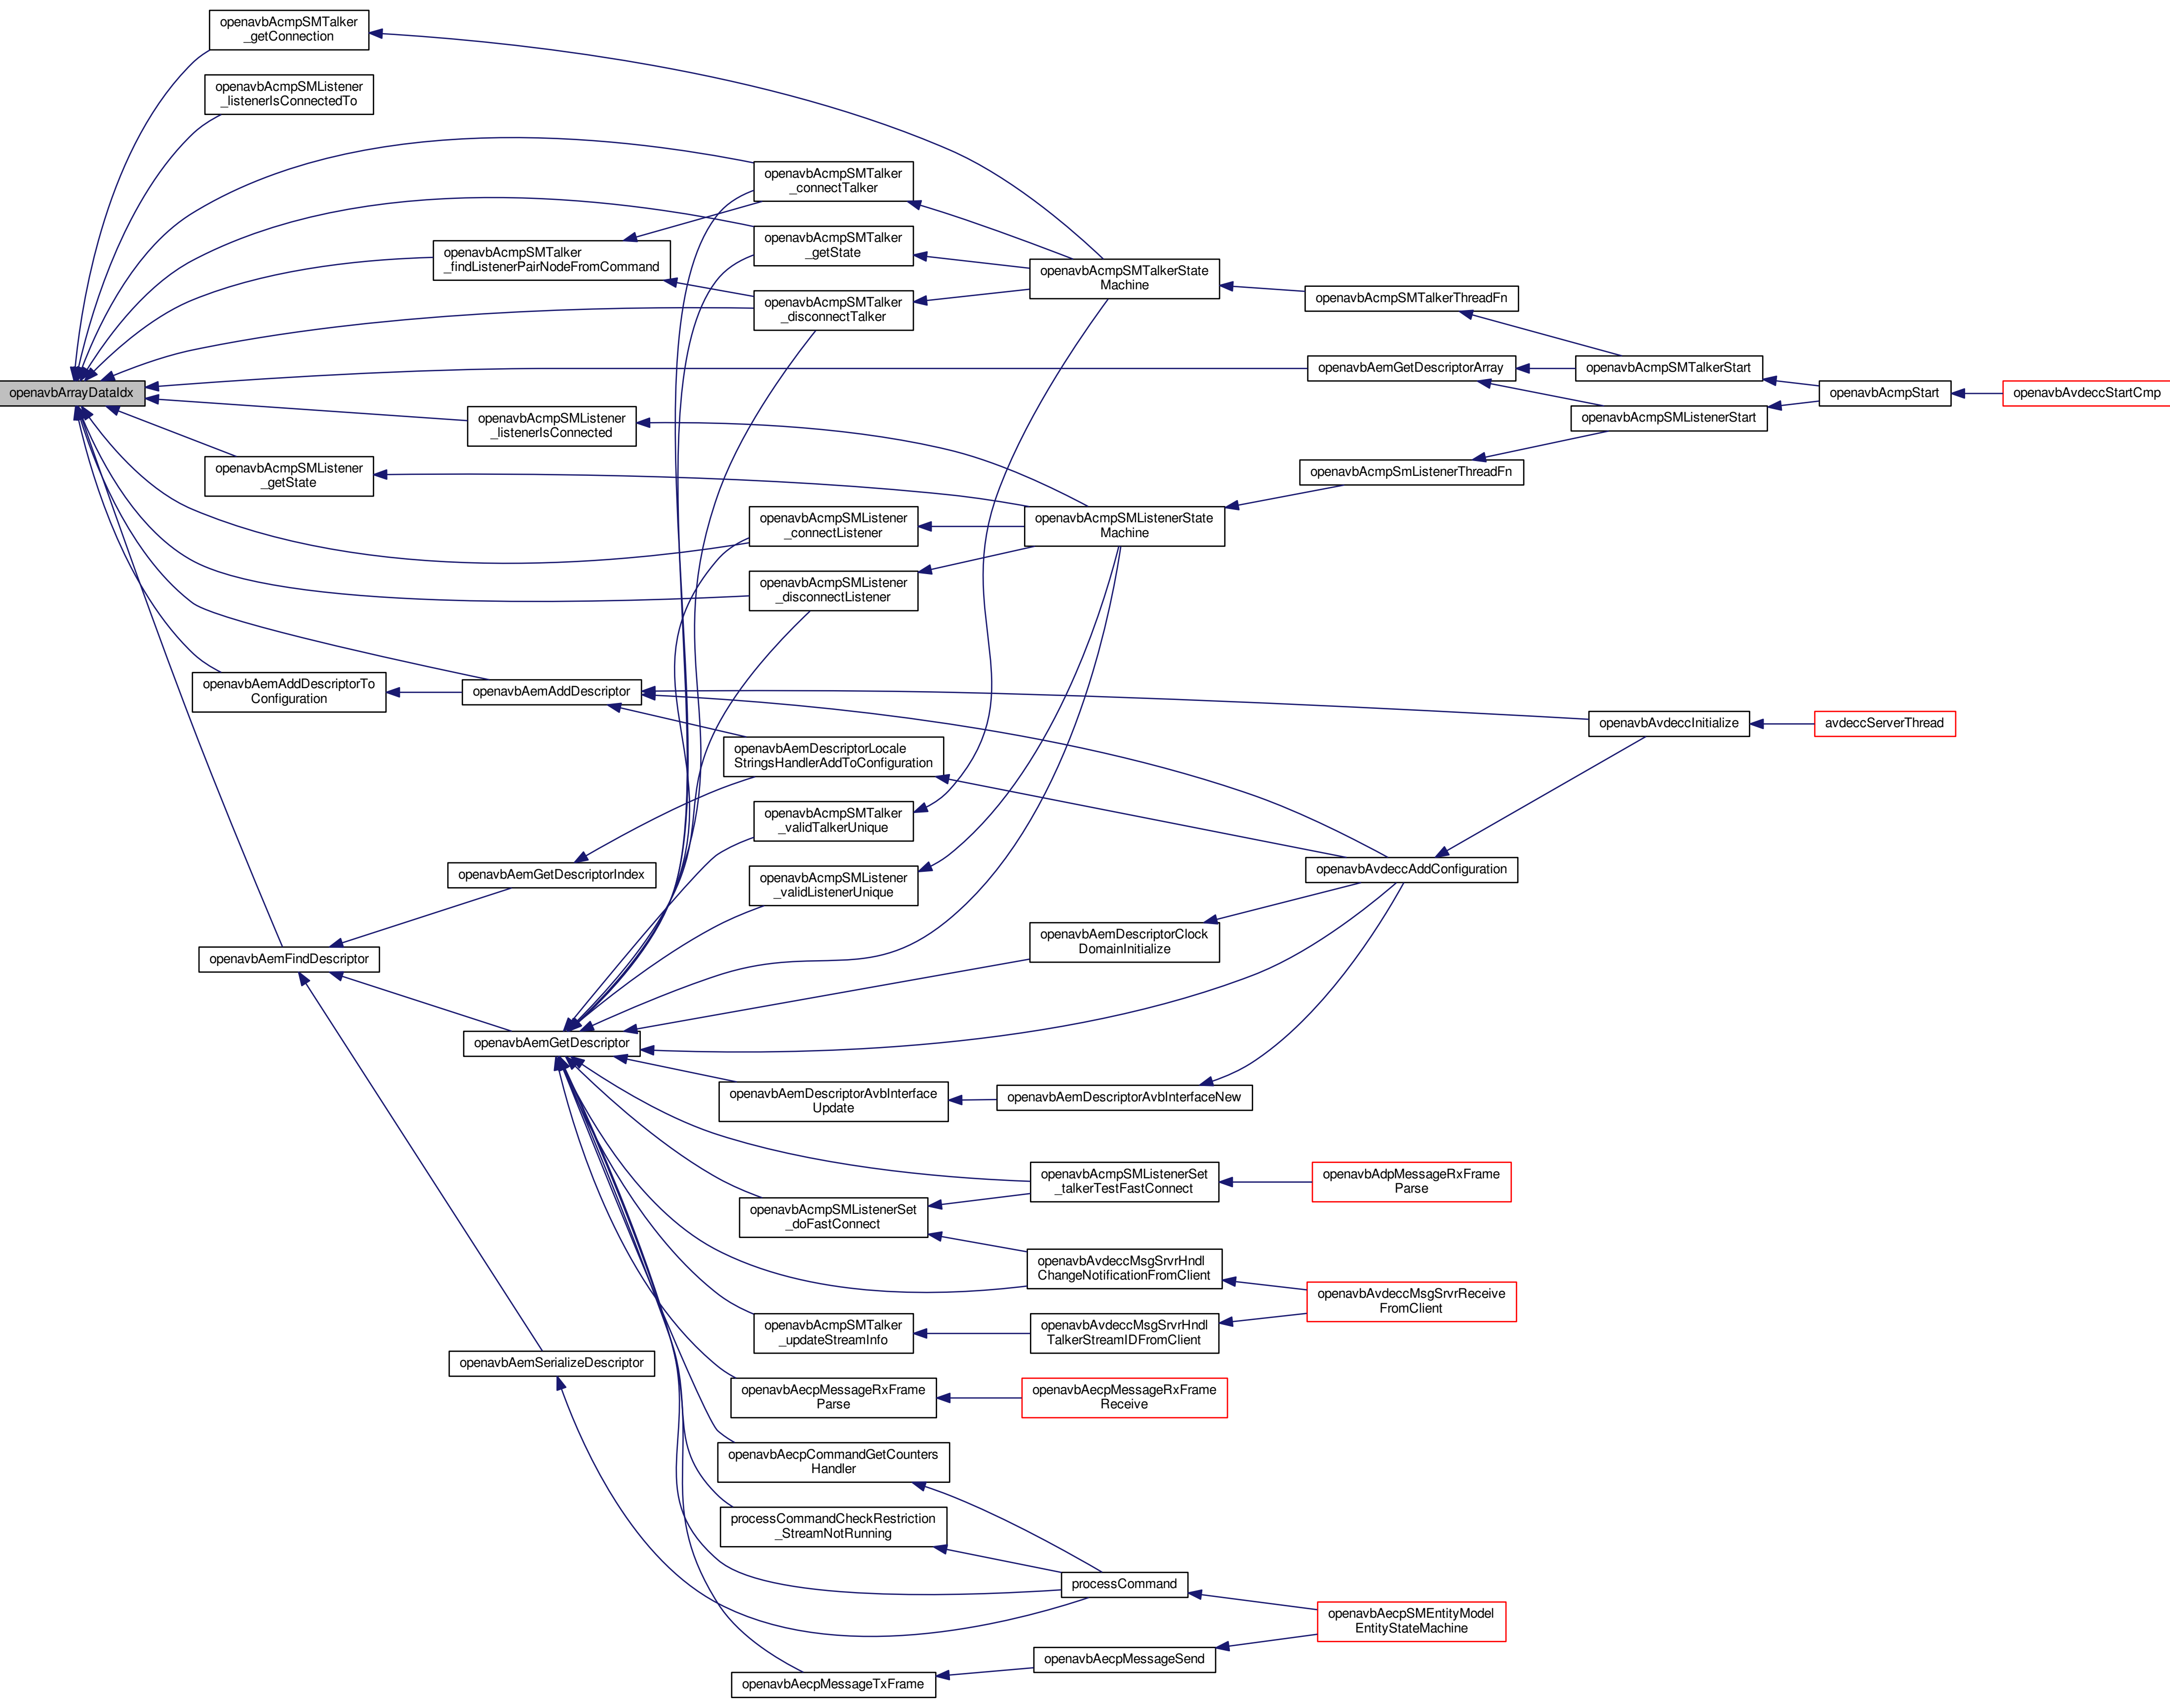 openavbAcmpSMTalker
_getConnection
openavbAcmpSMListener
_listenerIsConnectedTo
openavbAcmpSMTalker
_connectTalker
openavbAcmpSMTalker
_getState
openavbAcmpSMTalker
_findListenerPairNodeFromCommand
openavbAcmpSMTalkerState
Machine
openavbAcmpSMTalker
_disconnectTalker
openavbAcmpSMTalkerThreadFn
openavbAemGetDescriptorArray
openavbAcmpSMTalkerStart
openavbArrayDataIdx
openavbAcmpStart
openavbAvdeccStartCmp
openavbAcmpSMListener
_listenerIsConnected
openavbAcmpSMListenerStart
openavbAcmpSMListener
_getState
openavbAcmpSmListenerThreadFn
openavbAcmpSMListener
_connectListener
openavbAcmpSMListenerState
Machine
openavbAcmpSMListener
_disconnectListener
openavbAemAddDescriptorTo
Configuration
openavbAemAddDescriptor
openavbAvdeccInitialize
avdeccServerThread
openavbAemDescriptorLocale
StringsHandlerAddToConfiguration
openavbAcmpSMTalker
_validTalkerUnique
openavbAemGetDescriptorIndex
openavbAcmpSMListener
_validListenerUnique
openavbAvdeccAddConfiguration
openavbAemDescriptorClock
DomainInitialize
openavbAemFindDescriptor
openavbAemGetDescriptor
openavbAemDescriptorAvbInterface
Update
openavbAemDescriptorAvbInterfaceNew
openavbAcmpSMListenerSet
_talkerTestFastConnect
openavbAdpMessageRxFrame
Parse
openavbAcmpSMListenerSet
_doFastConnect
openavbAvdeccMsgSrvrHndl
ChangeNotificationFromClient
openavbAvdeccMsgSrvrReceive
FromClient
openavbAcmpSMTalker
_updateStreamInfo
openavbAvdeccMsgSrvrHndl
TalkerStreamIDFromClient
openavbAemSerializeDescriptor
openavbAecpMessageRxFrame
Parse
openavbAecpMessageRxFrame
Receive
openavbAecpCommandGetCounters
Handler
processCommandCheckRestriction
_StreamNotRunning
processCommand
openavbAecpSMEntityModel
EntityStateMachine
openavbAecpMessageSend
openavbAecpMessageTxFrame